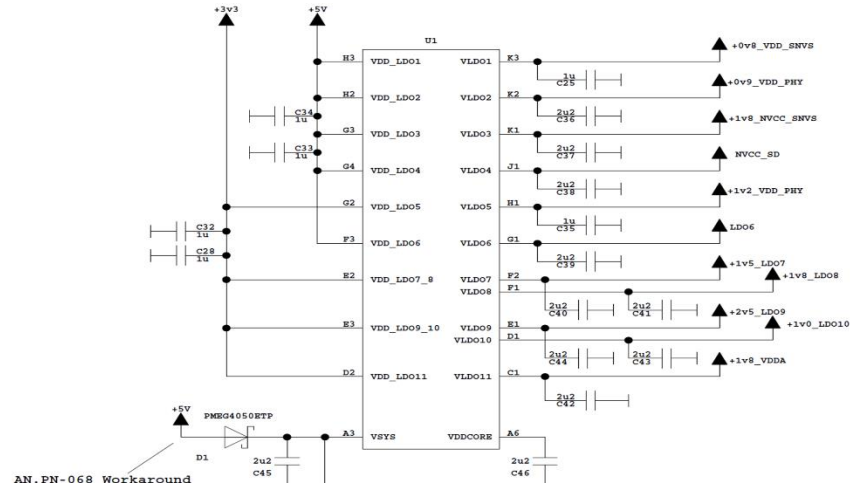 +3v3
+5V
U1
H3 VDD_LDO1 VLDO1 K3
+0v8_VDD_SNVS
1u
C25
H2 VDD_LDO2 VLDO2 K2
+0v9_VDD_PHY
C34
1u
2u2
C36
G3 VDD_LDO3 VLDO3 K1
+1v8_NVCC_SNVS
C33
1u
2u2
C37
G4 VDD_LDO4 VLDO4 J1
NVCC_SD
2u2
C38
G2 VDD_LDO5 VLDO5 H1
+1v2_VDD_PHY
C32
1u
1u
C35
F3 VDD_LDO6 VLDO6 G1
LDO6
C28
1u
2u2
C39
E2 VDD_LDO7_8 VLDO7 F2
+1v5_LDO7
VLDO8 F1
+1v8_LDO8
2u2
C40
2u2
C41
E3 VDD_LDO9_10 VLDO9 E1
+2v5_LDO9
VLDO10 D1
+1v0_LDO10
2u2
C44
2u2
C43
D2 VDD_LDO11 VLDO11 C1
+1v8_VDDA
2u2
C42
+5V
PMEG4050ETP
D1
A3 VSYS VDDCORE A6
2u2
C45
2u2
C46
AN.PN-068 Workaround